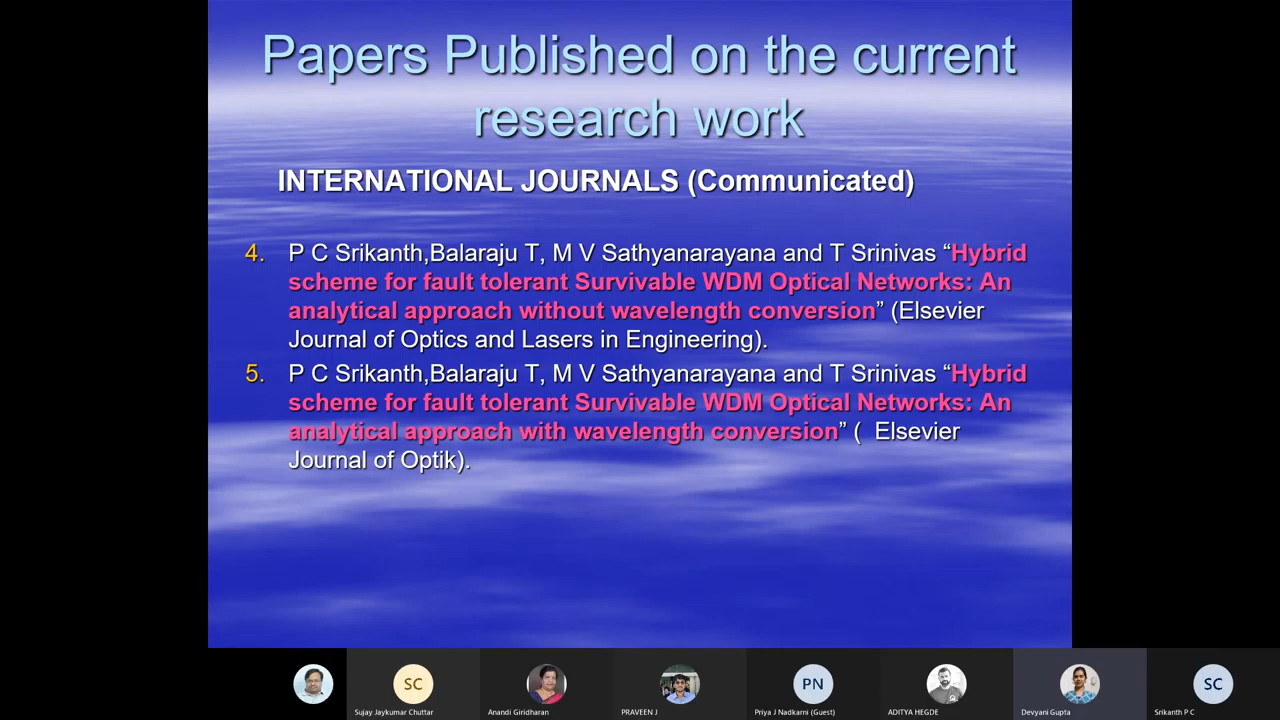 Papers Published on the current
research work
INTERNATIONAL JOURNALS (Communicated)
4. P C Srikanth,Balaraju T, M V Sathyanarayana and T Srinivas “Hybrid
scheme for fault tolerant Survivable WDM Optical Networks: An
analytical approach without wavelength conversion” (Elsevier
Journal of Optics and Lasers in Engineering).
5. P C Srikanth,Balaraju T, M V Sathyanarayana and T Srinivas “Hybrid
scheme for fault tolerant Survivable WDM Optical Networks: An
analytical approach with wavelength conversion” ( Elsevier
Journal of Optik).
SC
PN
SC
Sujay Jaykumar Chuttar
Anandi Giridharan
PRAVEEN J
Priya J Nadkarni (Guest)
ADITYA HEGDE
Devyani Gupta
Srikanth P C